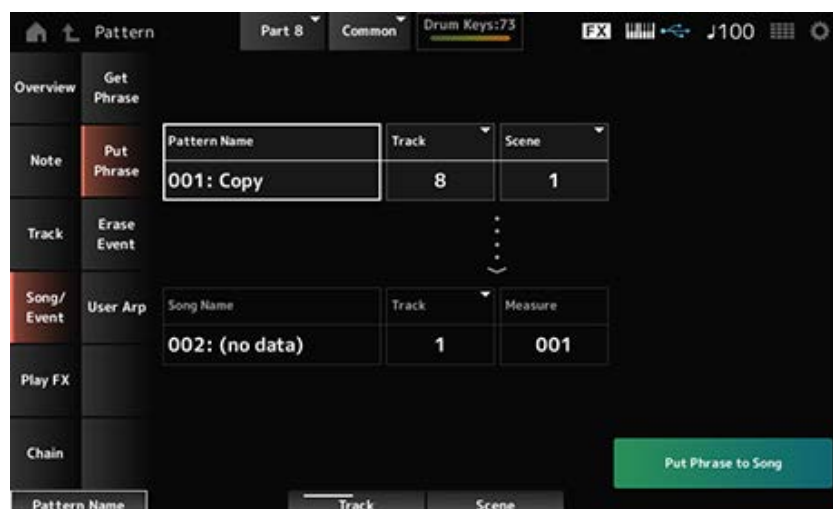 Pattern
Part 8
Common
Drum Keys:73
FX
♩100
Overview
Get
Phrase
Note
Put
Phrase
Pattern Name
Track
Scene
001: Copy
8
1
Track
Erase
Event
Song/
Event
User Arp
Song Name
Track
Measure
002: (no data)
1
001
Play FX
Chain
Put Phrase to Song
Pattern Name
Track
Scene